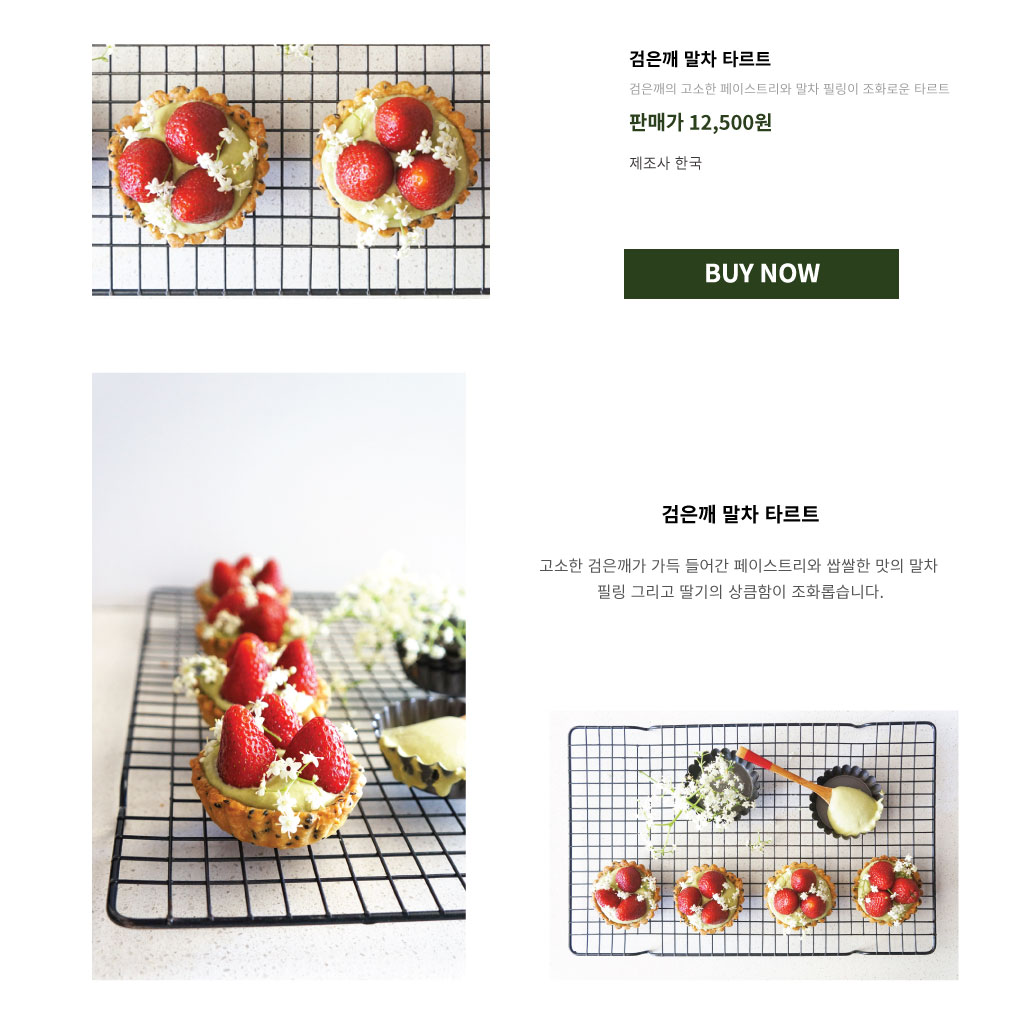 검은깨 말차 타르트
검은깨의 고소한 페이스트리와 말차 필링이 조화로운 타르트
판매가 12,500원
제조사 한국
BUY NOW
검은깨 말차 타르트
고소한 검은깨가 가득 들어간 페이스트리와 쌉쌀한 맛의 말차
필링 그리고 딸기의 상큼함이 조화롭습니다.